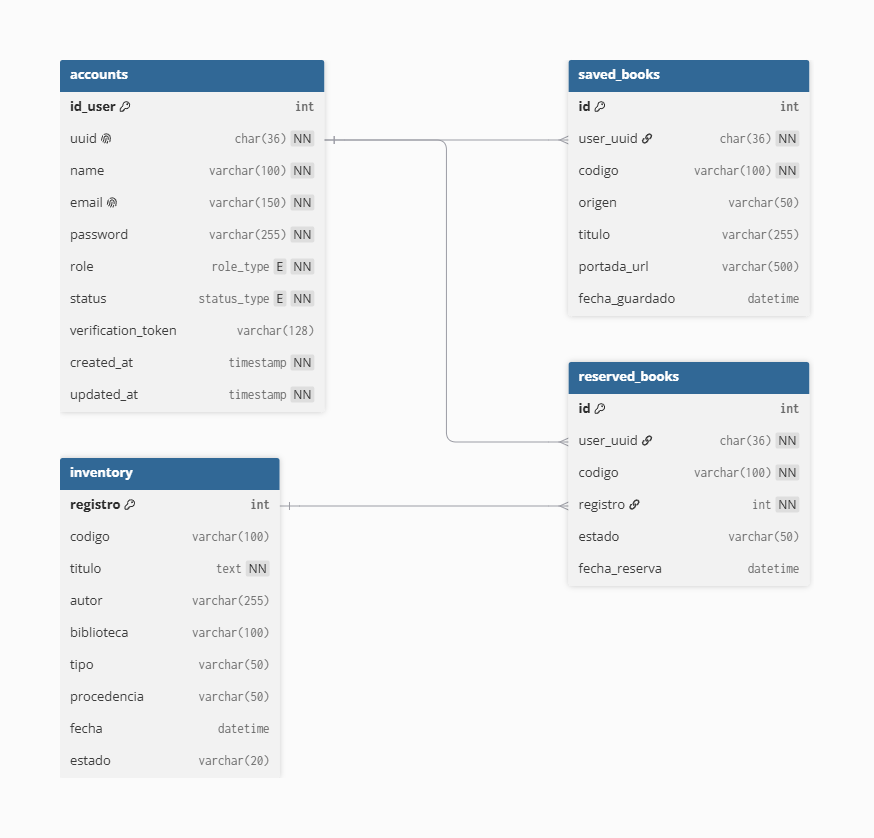 accounts
id_user int
uuid char(36) NN
name varchar(100) NN
email varchar(150) NN
password varchar(255) NN
role role_type E NN
status status_type E NN
verification_token varchar(128)
created_at timestamp NN
updated_at timestamp NN
saved_books
id int
user_uuid char(36) NN
codigo varchar(100) NN
origen varchar(50)
titulo varchar(255)
portada_url varchar(500)
fecha_guardado datetime
reserved_books
id int
user_uuid char(36) NN
codigo varchar(100) NN
registro int NN
estado varchar(50)
fecha_reserva datetime
inventory
registro int
codigo varchar(100)
titulo text NN
autor varchar(255)
biblioteca varchar(100)
tipo varchar(50)
procedencia varchar(50)
fecha datetime
estado varchar(20)